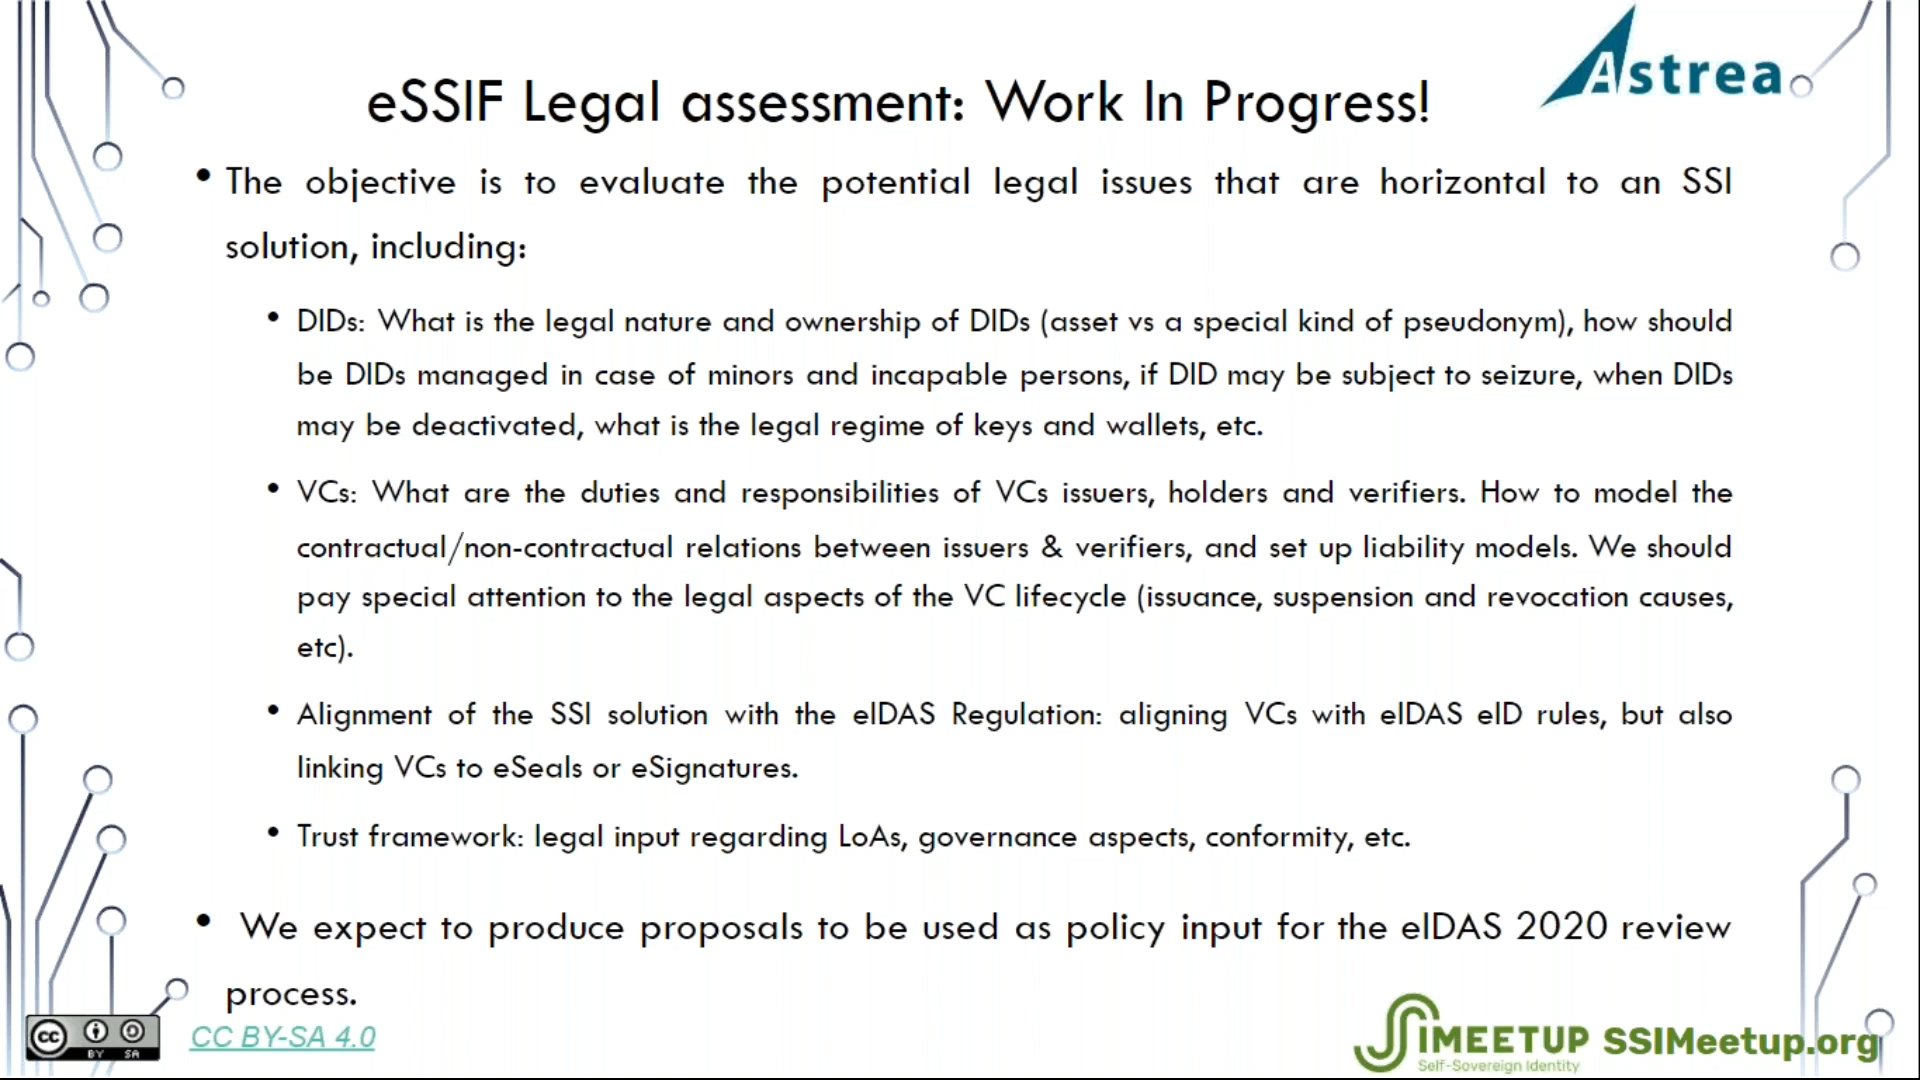 Astrea
eSSIF Legal assessment: Work In Progress!
• The objective is to evaluate the potential legal issues that are horizontal to an SSI
solution, including:
• DIDs: What is the legal nature and ownership of DIDs (asset vs a special kind of pseudonym), how should
be DIDs managed in case of minors and incapable persons, if DID may be subject to seizure, when DIDs
may be deactivated, what is the legal regime of keys and wallets, etc.
• VCs: What are the duties and responsibilities of VCs issuers, holders and verifiers. How to model the
contractual/non-contractual relations between issuers & verifiers, and set up liability models. We should
pay special attention to the legal aspects of the VC lifecycle (issuance, suspension and revocation causes,
etc).
• Alignment of the SSI solution with the eIDAS Regulation: aligning VCs with eIDAS eID rules, but also
linking VCs to eSeals or eSignatures.
• Trust framework: legal input regarding LoAs, governance aspects, conformity, etc.
• We expect to produce proposals to be used as policy input for the eIDAS 2020 review
process.
cc BY SA
CC BY-SA 4.0
SSIMEETUP SSIMeetup.org
Self-Sovereign Identity